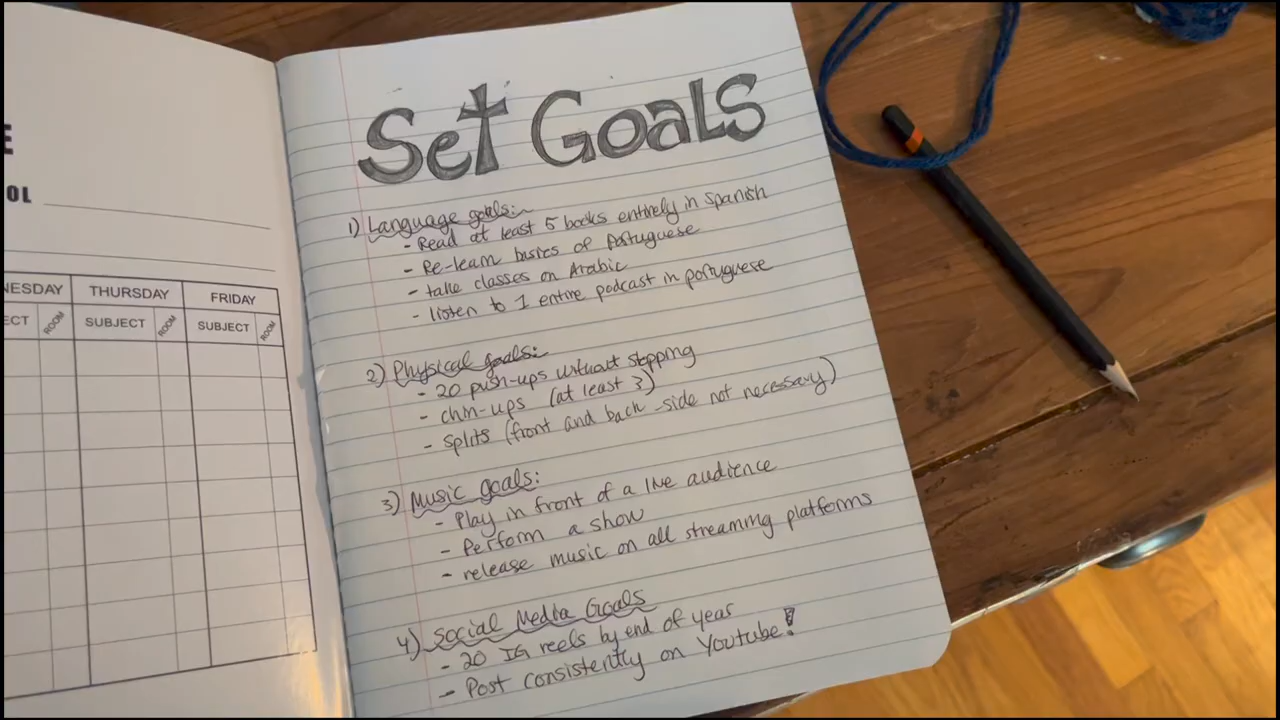 E
OL
NESDAY THURSDAY FRIDAY
ECT ROOM SUBJECT ROOM SUBJECT ROOM
Set Goals
1) Language goals:
- Read at least 5 books entirely in Spanish
- Re-learn basics of Portuguese
- take classes on Arabic
- listen to 1 entire podcast in portuguese
2) Physical goals:
- 20 push-ups without stopping
- chin-ups (at least 3)
- splits (front and back -side not necessary)
3) Music goals:
- Play in front of a live audience
- Perform a show
- release music on all streaming platforms
4) Social Media Goals
- 20 IG reels by end of year
- Post consistently on Youtube!